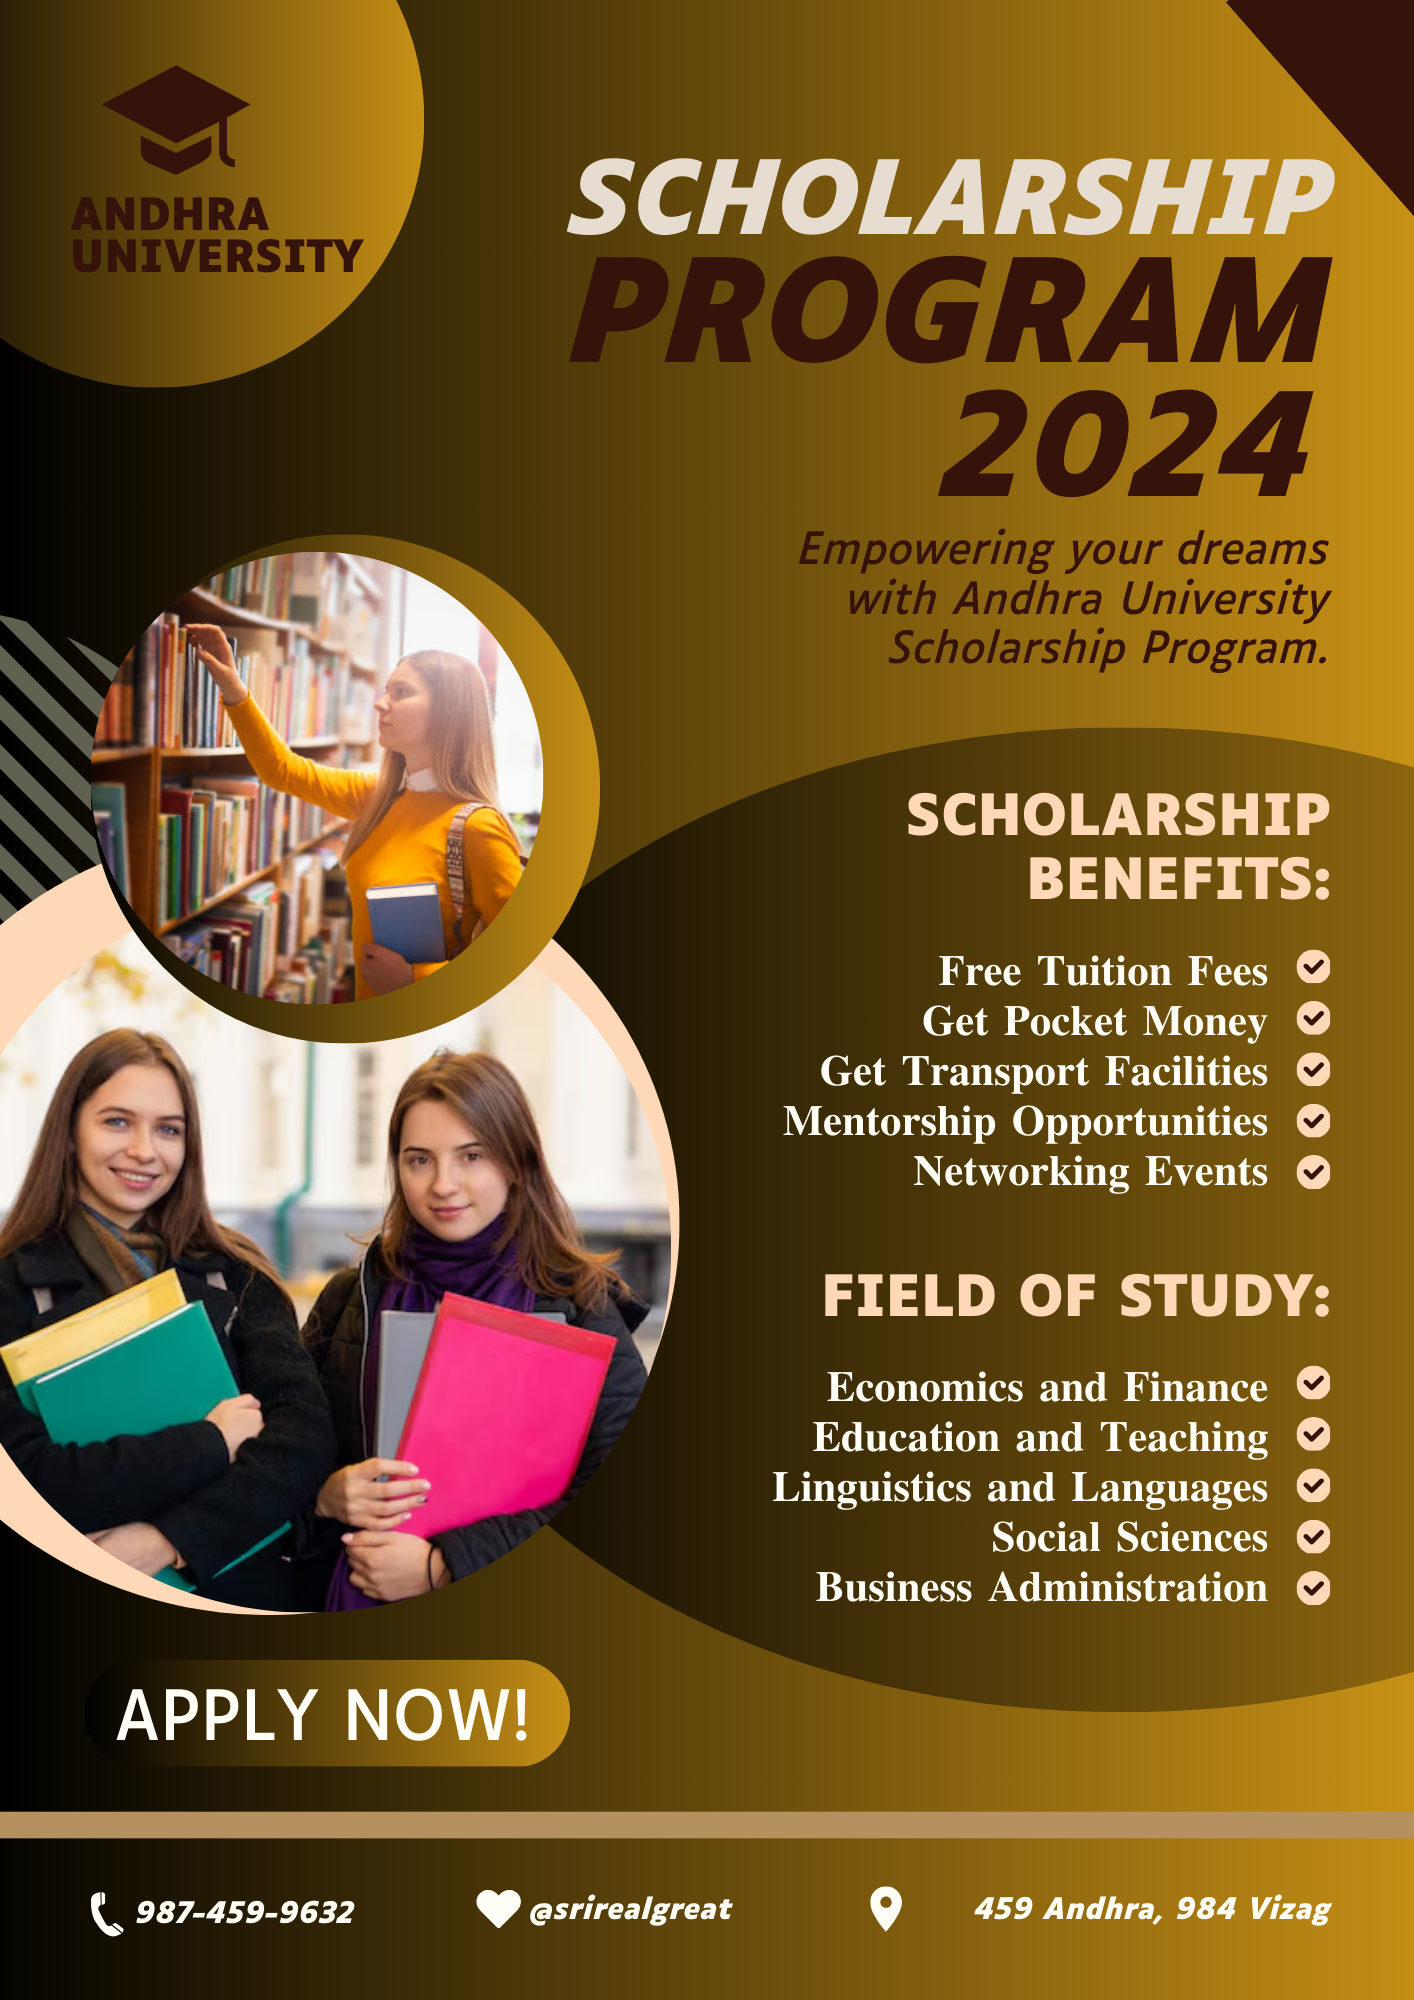 ANDHRA
UNIVERSITY
SCHOLARSHIP
PROGRAM
2024
Empowering your dreams
with Andhra University
Scholarship Program.
SCHOLARSHIP
BENEFITS:
Free Tuition Fees
Get Pocket Money
Get Transport Facilities
Mentorship Opportunities
Networking Events
FIELD OF STUDY:
Economics and Finance
Education and Teaching
Linguistics and Languages
Social Sciences
Business Administration
APPLY NOW!
987-459-9632
@srirealgreat
459 Andhra, 984 Vizag